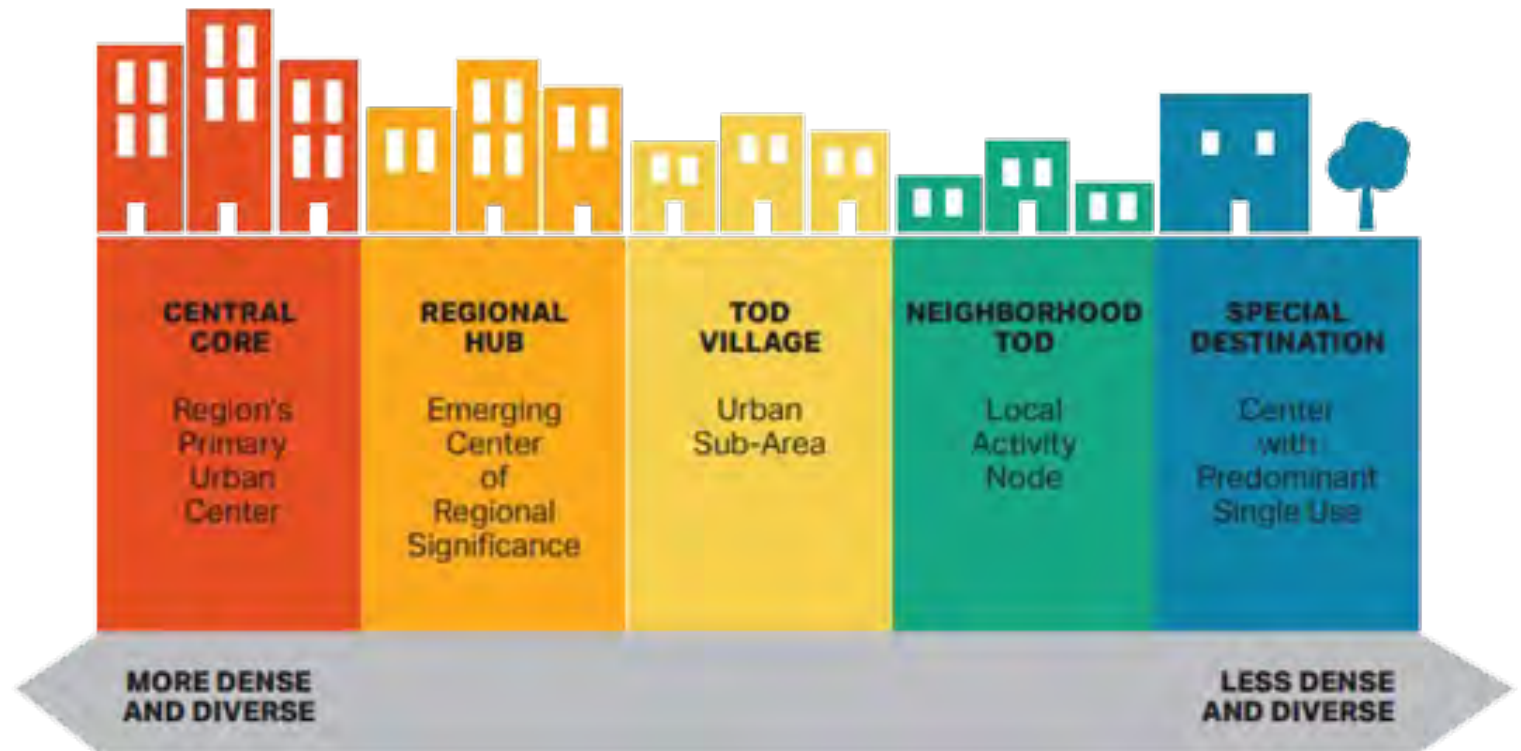 CENTRAL
CORE
Region's
Primary
Urban
Center
REGIONAL
HUB
Emerging
Center
of
Regional
Significance
TOD
VILLAGE
Urban
Sub-Area
NEIGHBORHOOD
TOD
Local
Activity
Node
SPECIAL
DESTINATION
Center
with
Predominant
Single Use
MORE DENSE
AND DIVERSE
LESS DENSE
AND DIVERSE